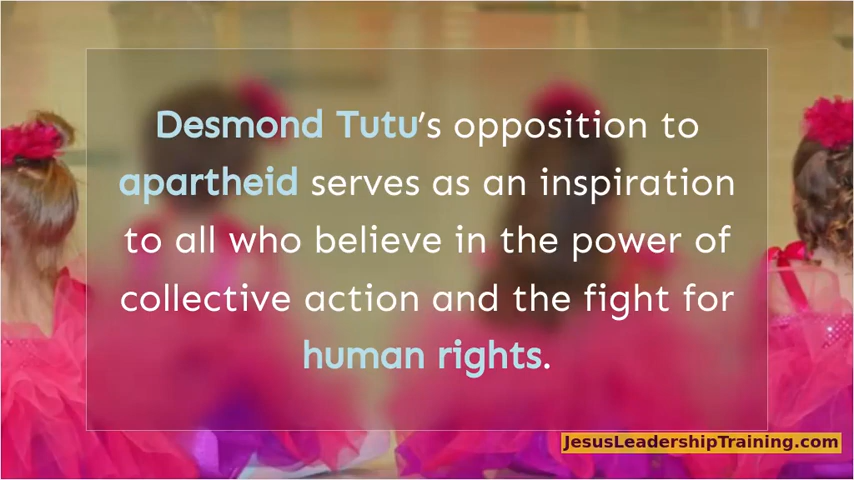 Desmond Tutu's opposition to
apartheid serves as an inspiration
to all who believe in the power of
collective action and the fight for
human rights.
JesusLeadershipTraining.com